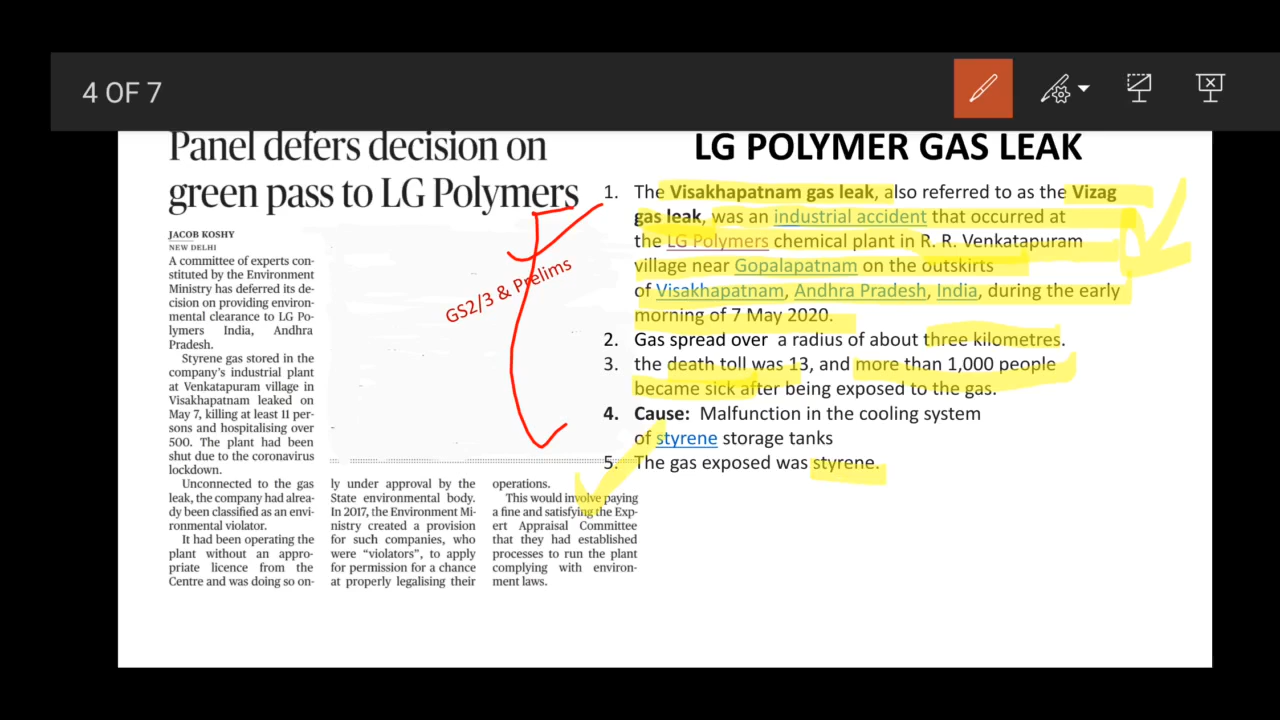 4 OF 7
Panel defers decision on
green pass to LG Polymers
JACOB KOSHY
NEW DELHI
A committee of experts con-
stituted by the Environment
Ministry has deferred its de-
cision on providing environ-
mental clearance to LG Po-
lymers India, Andhra
Pradesh.
Styrene gas stored in the
company's industrial plant
at Venkatapuram village in
Visakhapatnam leaked on
May 7, killing at least 11 per-
sons and hospitalising over
500. The plant had been
shut due to the coronavirus
lockdown.
Unconnected to the gas
leak, the company had alrea-
dy been classified as an envi-
ronmental violator.
It had been operating the
plant without an appro-
priate licence from the
Centre and was doing so on-
ly under approval by the
State environmental body.
In 2017, the Environment Mi-
nistry created a provision
for such companies, who
were “violators”, to apply
for permission for a chance
at properly legalising their
operations.
This would involve paying
a fine and satisfying the Exp-
ert Appraisal Committee
that they had established
processes to run the plant
complying with environ-
ment laws.
GS2/3 & Prelims
LG POLYMER GAS LEAK
1. The Visakhapatnam gas leak, also referred to as the Vizag
gas leak, was an industrial accident that occurred at
the LG Polymers chemical plant in R. R. Venkatapuram
village near Gopalapatnam on the outskirts
of Visakhapatnam, Andhra Pradesh, India, during the early
morning of 7 May 2020.
2. Gas spread over a radius of about three kilometres.
3. the death toll was 13, and more than 1,000 people
became sick after being exposed to the gas.
4. Cause: Malfunction in the cooling system
of styrene storage tanks
5. The gas exposed was styrene.